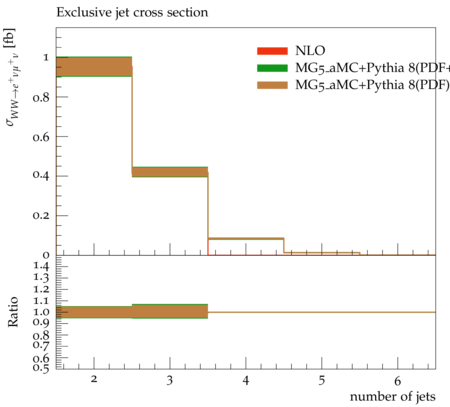 Exclusive jet cross section
σWW→e+νμ+ν [fb]
NLO
MG5_aMC+Pythia 8(PDF+
MG5_aMC+Pythia 8(PDF)
1
0.8
0.6
0.4
0.2
0
Ratio
1.4
1.3
1.2
1.1
1.0
0.9
0.8
0.7
0.6
0.5
2 3 4 5 6
number of jets